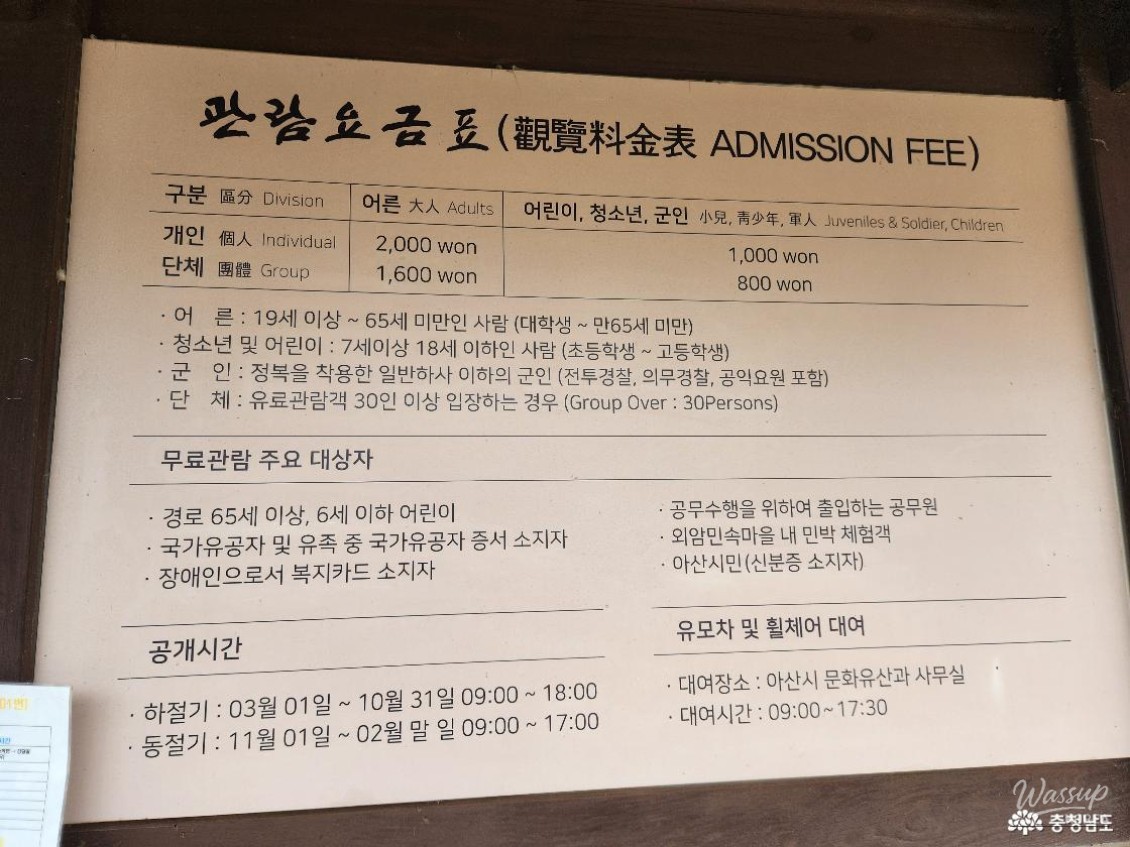 관람요금표(觀覽料金表 ADMISSION FEE)
구분 區分 Division 어른 大人 Adults 어린이, 청소년, 군인 小兒, 靑少年, 軍人 Juveniles & Soldier, Children
개인 個人 Individual 2,000 won 1,000 won
단체 團體 Group 1,600 won 800 won
· 어 른 : 19세 이상 ~ 65세 미만인 사람 (대학생 ~ 만65세 미만)
· 청소년 및 어린이 : 7세이상 18세 이하인 사람 (초등학생 ~ 고등학생)
· 군 인 : 정복을 착용한 일반하사 이하의 군인 (전투경찰, 의무경찰, 공익요원 포함)
· 단 체 : 유료관람객 30인 이상 입장하는 경우 (Group Over : 30Persons)
무료관람 주요 대상자
· 경로 65세 이상, 6세 이하 어린이
· 국가유공자 및 유족 중 국가유공자 증서 소지자
· 장애인으로서 복지카드 소지자
· 공무수행을 위하여 출입하는 공무원
· 외암민속마을 내 민박 체험객
· 아산시민(신분증 소지자)
공개시간
· 하절기 : 03월 01일 ~ 10월 31일 09:00 ~ 18:00
· 동절기 : 11월 01일 ~ 02월 말 일 09:00 ~ 17:00
유모차 및 휠체어 대여
· 대여장소 : 아산시 문화유산과 사무실
· 대여시간 : 09:00~17:30
Wassup
충청남도